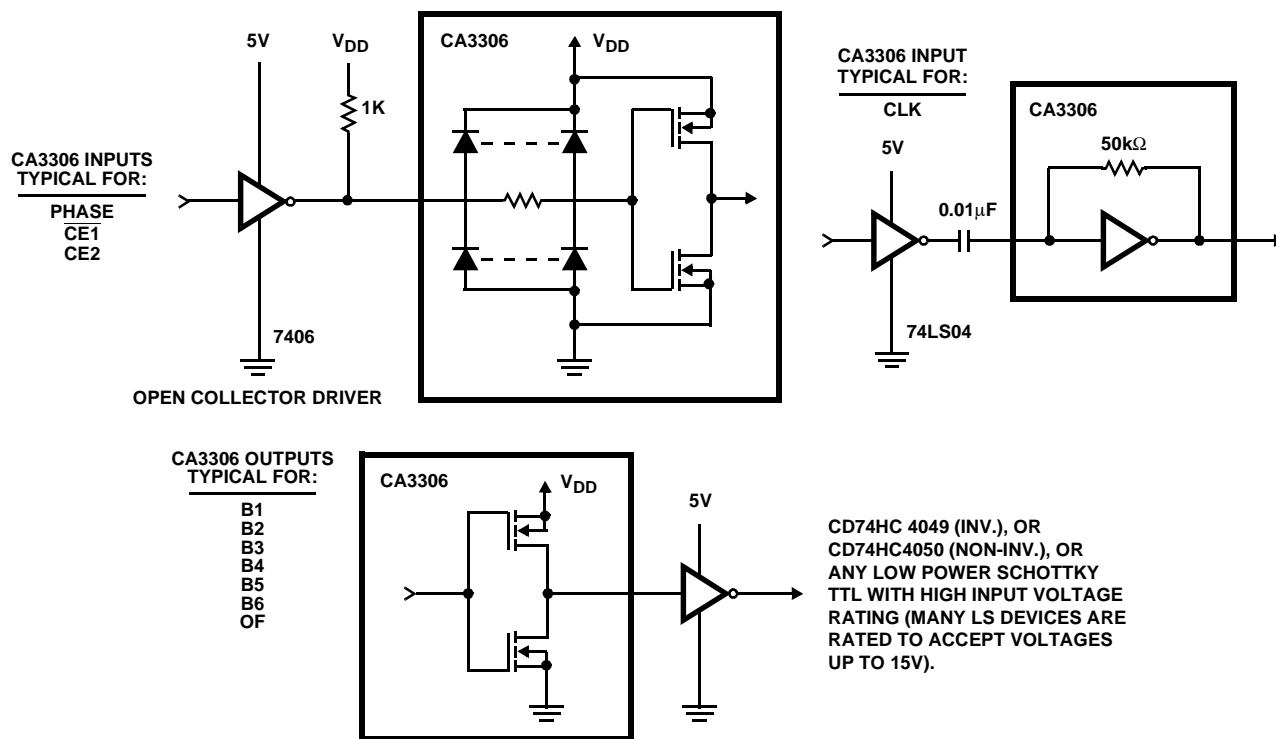 CA3306 INPUTS
TYPICAL FOR:
PHASE
CE1
CE2
5V
VDD
1K
7406
OPEN COLLECTOR DRIVER
CA3306
VDD
CA3306 INPUT
TYPICAL FOR:
CLK
5V
0.01μF
74LS04
CA3306
50kΩ
CA3306 OUTPUTS
TYPICAL FOR:
B1
B2
B3
B4
B5
B6
OF
CA3306
VDD
5V
CD74HC 4049 (INV.), OR
CD74HC4050 (NON-INV.), OR
ANY LOW POWER SCHOTTKY
TTL WITH HIGH INPUT VOLTAGE
RATING (MANY LS DEVICES ARE
RATED TO ACCEPT VOLTAGES
UP TO 15V).